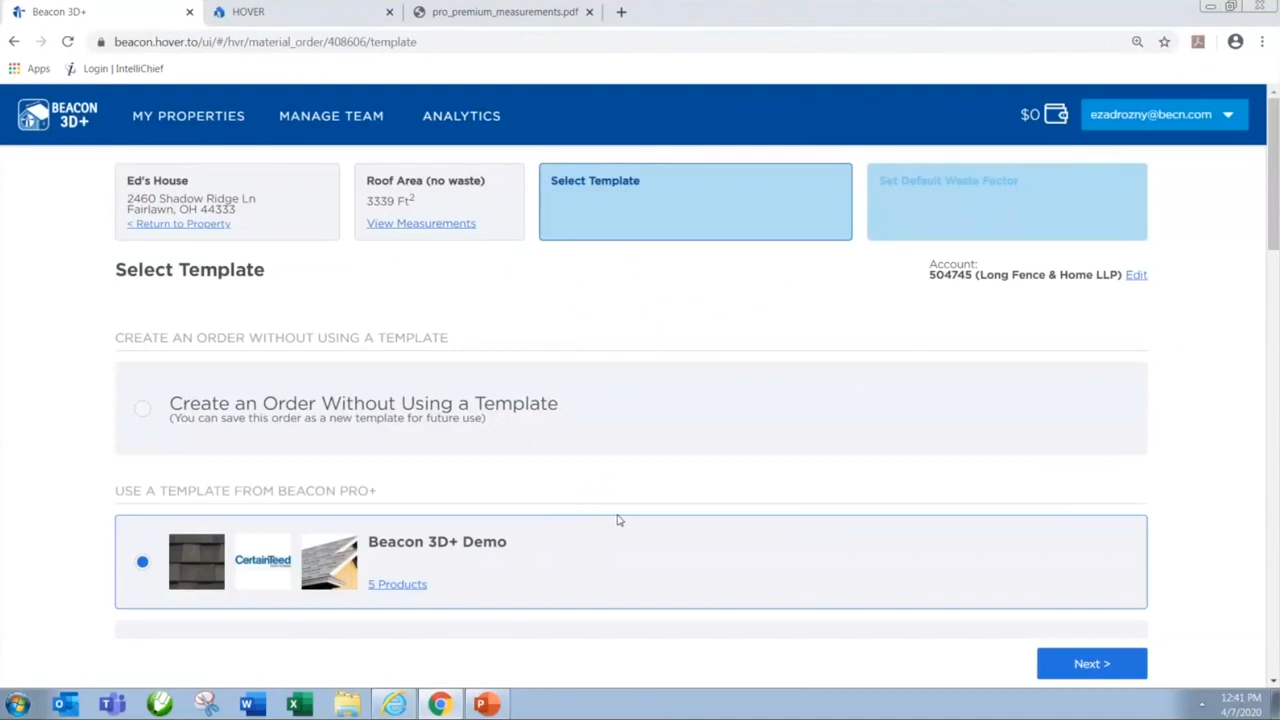 Beacon 3D+
HOVER
pro_premium_measurements.pdf
beacon.hover.to/ui/#/hvr/material_order/408606/template
Apps
Login | IntelliChief
BEACON
3D+
MY PROPERTIES
MANAGE TEAM
ANALYTICS
$0
ezadrozny@becn.com
Ed's House
2460 Shadow Ridge Ln
Fairlawn, OH 44333
< Return to Property
Roof Area (no waste)
3339 Ft²
View Measurements
Select Template
Set Default Waste Factor
Select Template
Account:
504745 (Long Fence & Home LLP) Edit
CREATE AN ORDER WITHOUT USING A TEMPLATE
Create an Order Without Using a Template
(You can save this order as a new template for future use)
USE A TEMPLATE FROM BEACON PRO+
CertainTeed
Beacon 3D+ Demo
5 Products
Next >
12:41 PM
4/7/2020